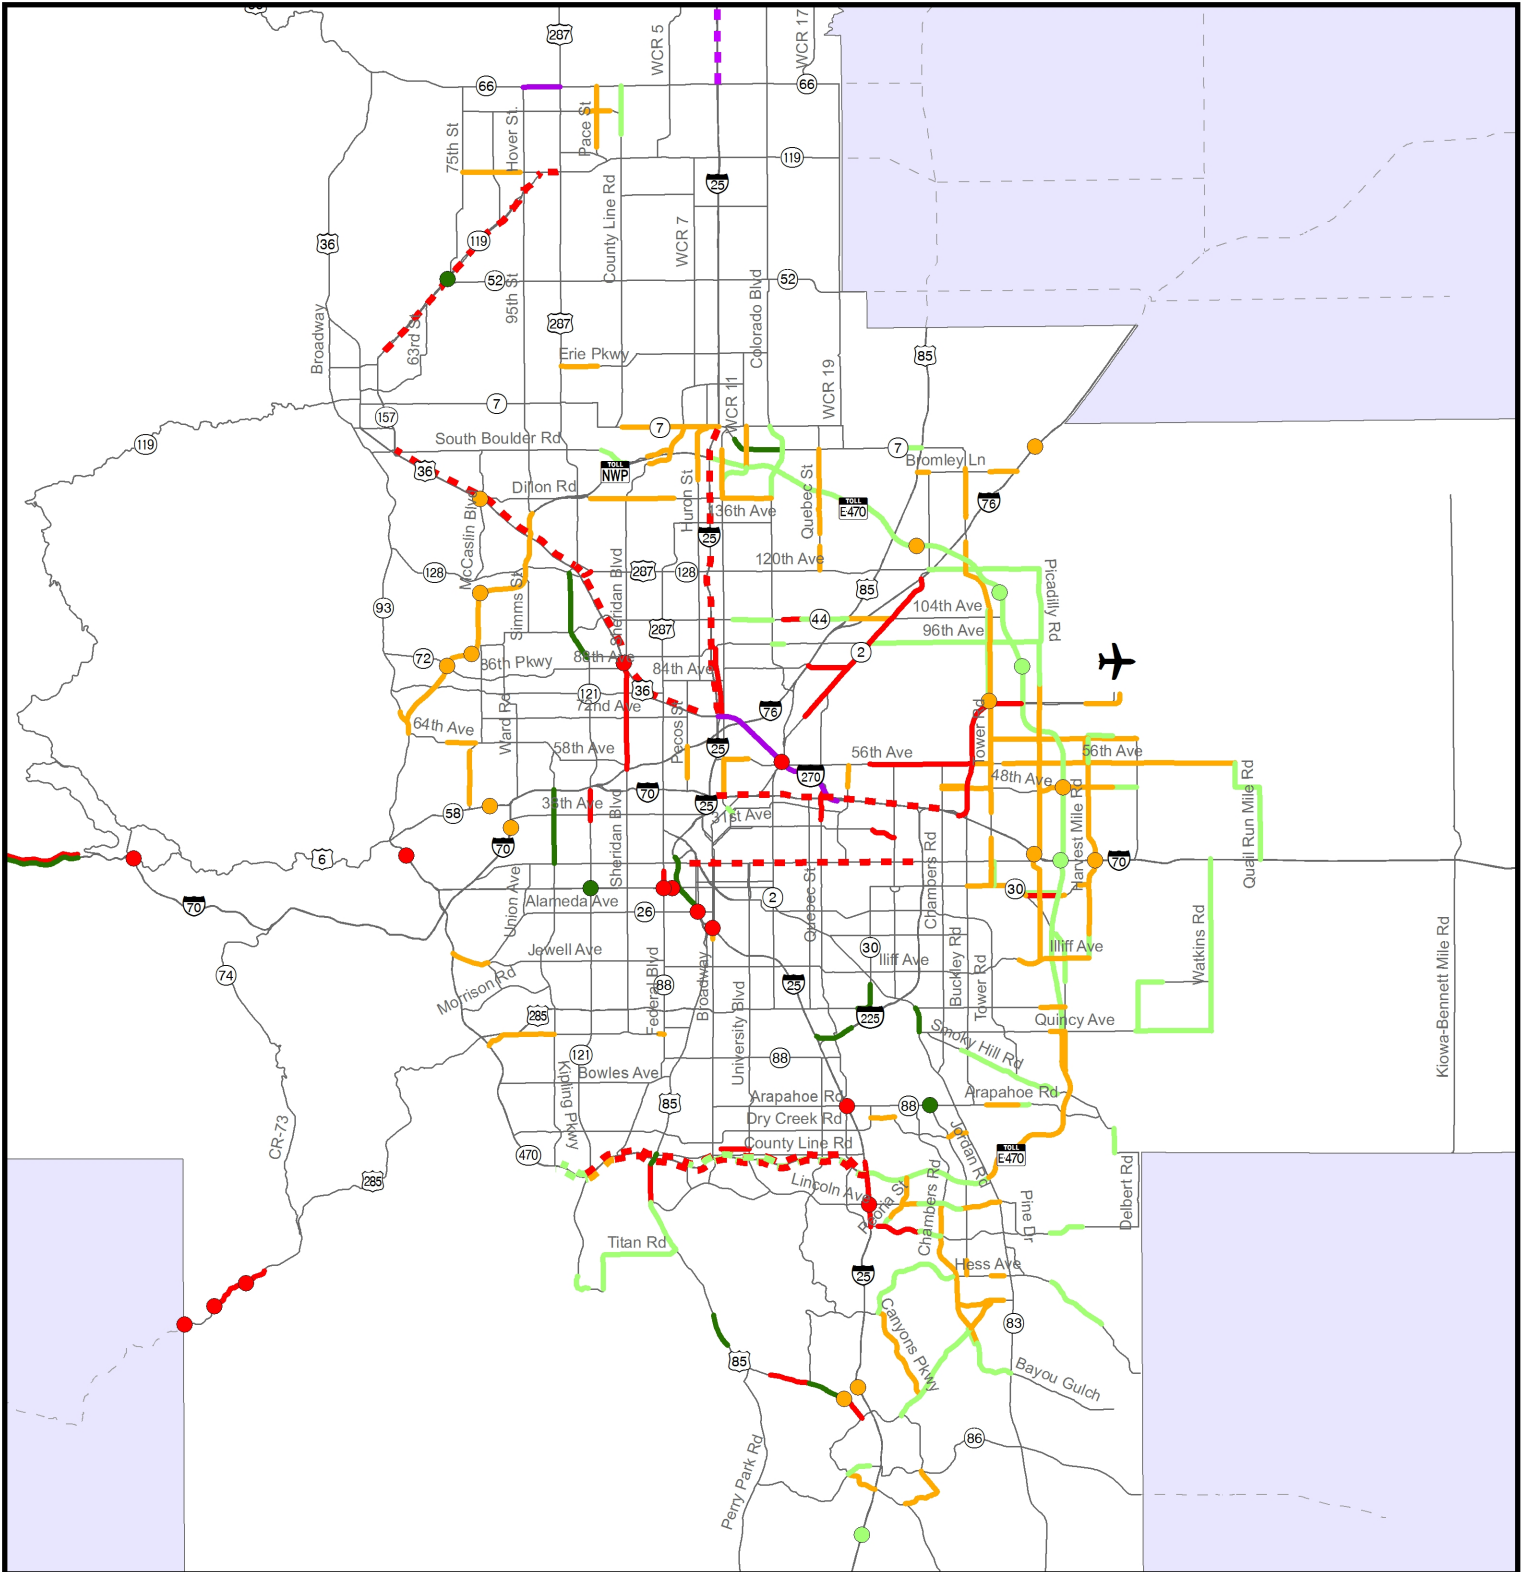 287
WCR 5
WCR 17
66
66
75th St
Hover St.
Pace St
119
25
County Line Rd
36
119
WCR 7
52
95th St
52
Broadway
63rd St
287
Colorado Blvd
Erie Pkwy
85
WCR 11
WCR 19
7
157
7
119
South Boulder Rd
7
Bromley Ln
36
TOLL
NWP
Dillon Rd
Huron St
Quebec St
TOLL
E-470
76
McCaslin Blvd
136th Ave
25
120th Ave
128
287
128
Sheridan Blvd
Simms St
85
Picadilly Rd
93
104th Ave
44
96th Ave
287
2
72
86th Pkwy
88th Ave
84th Ave
121
36
72nd Ave
76
64th Ave
Ward Rd
Pecos St
Tower Rd
58th Ave
25
56th Ave
56th Ave
270
48th Ave
Harvest Mile Rd
Quail Run Mile Rd
70
38th Ave
25
58
31st Ave
Sheridan Blvd
70
6
70
Chambers Rd
70
30
Union Ave
Alameda Ave
2
26
Quebec St
Watkins Rd
Kiowa-Bennett Mile Rd
Jewell Ave
30
Iliff Ave
Iliff Ave
74
Morrison Rd
Federal Blvd
88
Broadway
25
University Blvd
Buckley Rd
Tower Rd
285
225
Quincy Ave
Smoky Hill Rd
121
88
Kipling Pkwy
Bowles Ave
85
Arapahoe Rd
88
Arapahoe Rd
Dry Creek Rd
CR-73
County Line Rd
Jordan Rd
TOLL
E-470
470
285
Lincoln Ave
Peoria St
Chambers Rd
Pine Dr
Delbert Rd
Titan Rd
25
Hess Ave
Canyons Pkwy
83
85
Bayou Gulch
86
Perry Park Rd